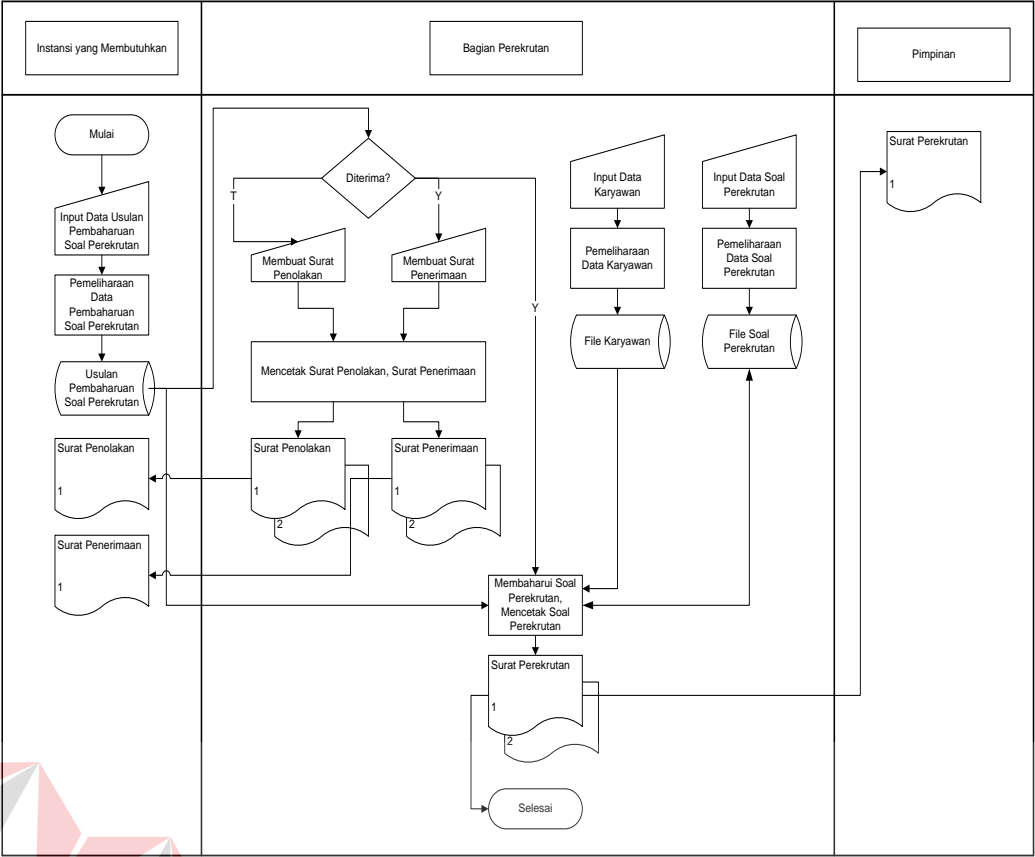 Instansi yang Membutuhkan
Bagian Perekrutan
Pimpinan
Mulai
Input Data Usulan
Pembaharuan
Soal Perekrutan
Pemeliharaan
Data
Pembaharuan
Soal Perekrutan
Usulan
Pembaharuan
Soal Perekrutan
Surat Penolakan
1
Surat Penerimaan
1
Diterima?
T
Y
Y
Membuat Surat
Penolakan
Membuat Surat
Penerimaan
Mencetak Surat Penolakan, Surat Penerimaan
Surat Penolakan
1
2
Surat Penerimaan
1
2
Input Data
Karyawan
Pemeliharaan
Data Karyawan
File Karyawan
Input Data Soal
Perekrutan
Pemeliharaan
Data Soal
Perekrutan
File Soal
Perekrutan
Membaharui Soal
Perekrutan,
Mencetak Soal
Perekrutan
Surat Perekrutan
1
2
Selesai
Surat Perekrutan
1